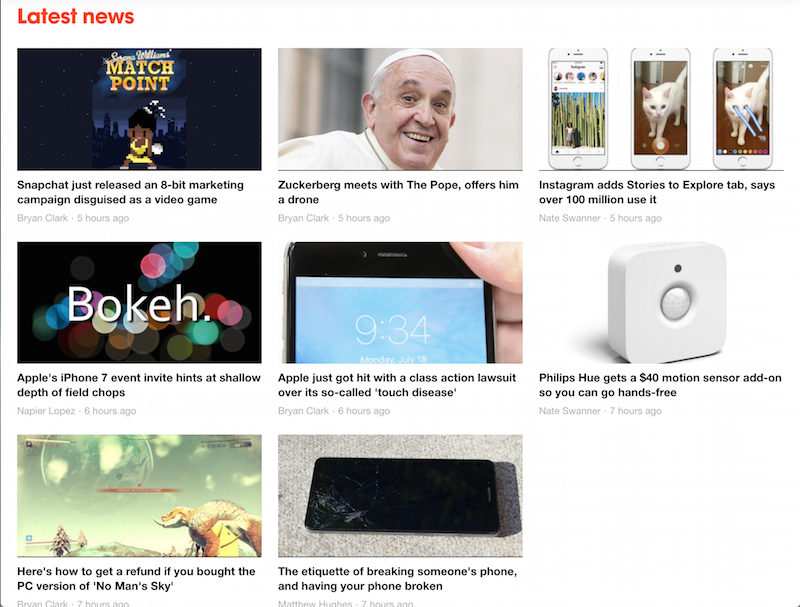 Latest news
Serena Williams'
MATCH
POINT
Snapchat just released an 8-bit marketing
campaign disguised as a video game
Bryan Clark · 5 hours ago
Zuckerberg meets with The Pope, offers him
a drone
Bryan Clark · 5 hours ago
Instagram
Instagram adds Stories to Explore tab, says
over 100 million use it
Nate Swanner · 5 hours ago
Bokeh.
Apple's iPhone 7 event invite hints at shallow
depth of field chops
Napier Lopez · 6 hours ago
9:34
Monday, July 18
Apple just got hit with a class action lawsuit
over its so-called 'touch disease'
Bryan Clark · 6 hours ago
Philips Hue gets a $40 motion sensor add-on
so you can go hands-free
Nate Swanner · 7 hours ago
Here's how to get a refund if you bought the
PC version of 'No Man's Sky'
Bryan Clark · 7 hours ago
The etiquette of breaking someone's phone,
and having your phone broken
Matthew Hughes · 7 hours ago